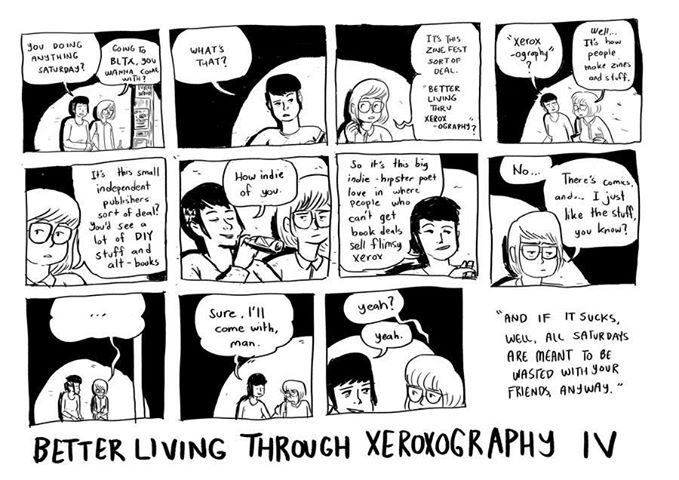 YOU DOING
ANYTHING
SATURDAY?
GOING TO
BLTX, YOU
WANNA COME
WITH?
WHAT'S
THAT?
IT'S THIS
ZINE FEST
SORT OF
DEAL.
"BETTER
LIVING
THRU
XEROX
-OGRAPHY?
"Xerox
-ography"
?
Well...
It's how
people
make zines
and stuff.
It's this small
independent
publishers
sort of deal?
You'd see a
lot of DIY
stuff and
alt-books
How indie
of you.
So it's this big
indie-hipster poet
love in where
people who
can't get
book deals
sell flimsy
xerox
No...
There's comics,
and... I just
like the stuff,
you know?
...
Sure, I'll
come with,
man.
yeah?
yeah.
"AND IF IT SUCKS,
WELL, ALL SATURDAYS
ARE MEANT TO BE
WASTED WITH YOUR
FRIENDS, ANYWAY."
BETTER LIVING THROUGH XEROXOGRAPHY IV